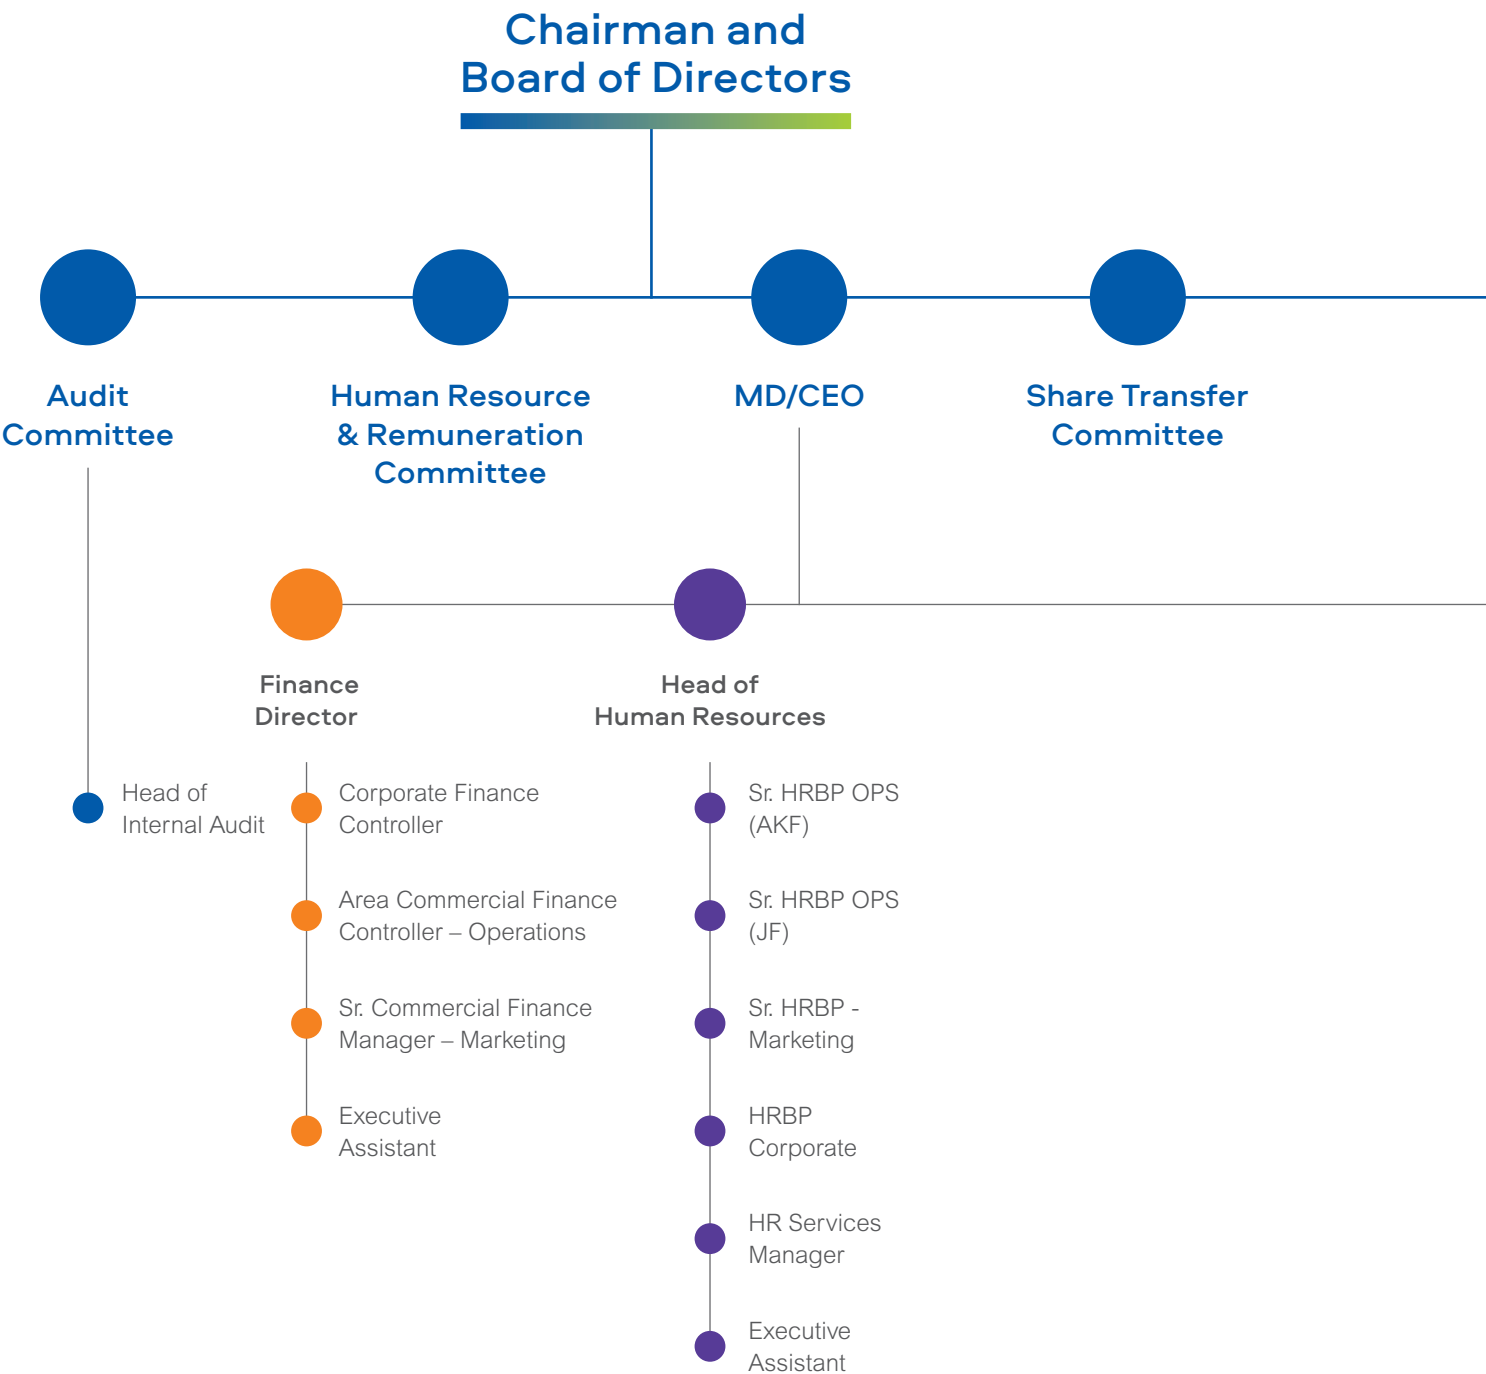 Chairman and
Board of Directors
Audit
Committee
Human Resource
& Remuneration
Committee
MD/CEO
Share Transfer
Committee
Finance
Director
Head of
Human Resources
Head of
Internal Audit
Corporate Finance
Controller
Area Commercial Finance
Controller – Operations
Sr. Commercial Finance
Manager – Marketing
Executive
Assistant
Sr. HRBP OPS
(AKF)
Sr. HRBP OPS
(JF)
Sr. HRBP -
Marketing
HRBP
Corporate
HR Services
Manager
Executive
Assistant